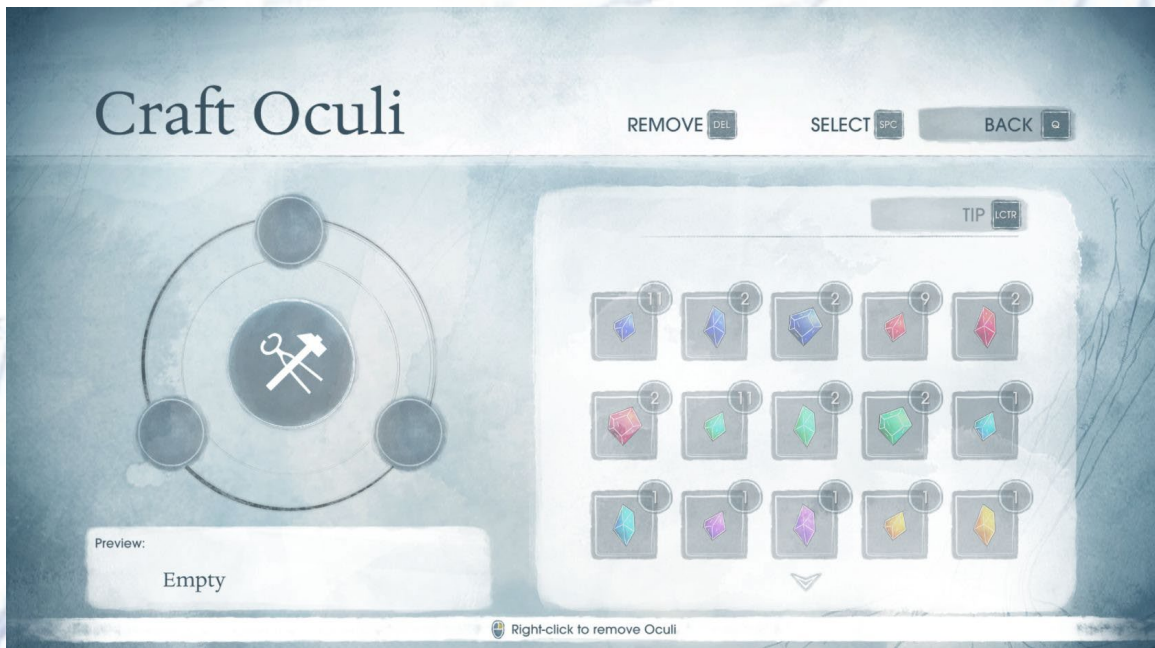 Craft Oculi
REMOVE DEL
SELECT SPC
BACK Q
TIP LCTR
11
2
2
9
2
2
11
2
2
1
1
1
1
1
1
Preview:
Empty
Right-click to remove Oculi